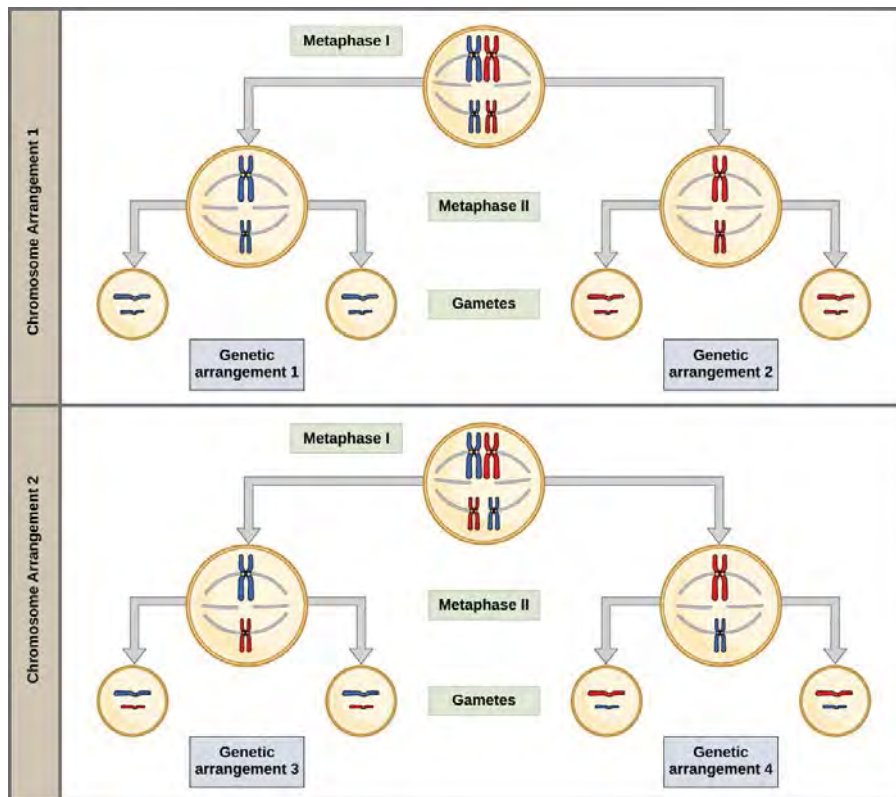 Chromosome Arrangement 1
Metaphase I
Metaphase II
Gametes
Genetic
arrangement 1
Genetic
arrangement 2
Chromosome Arrangement 2
Metaphase I
Metaphase II
Gametes
Genetic
arrangement 3
Genetic
arrangement 4